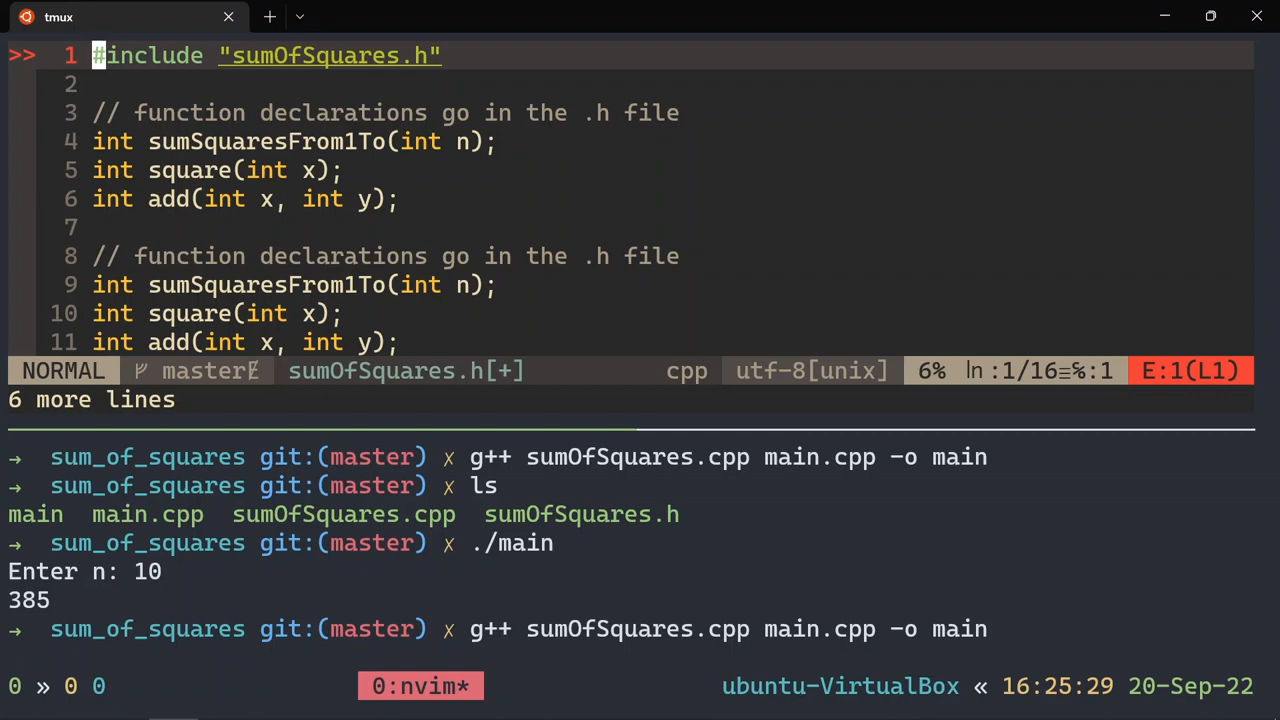 tmux
>> 1 #include "sumOfSquares.h"
2
3 // function declarations go in the .h file
4 int sumSquaresFrom1To(int n);
5 int square(int x);
6 int add(int x, int y);
7
8 // function declarations go in the .h file
9 int sumSquaresFrom1To(int n);
10 int square(int x);
11 int add(int x, int y);
NORMAL master sumOfSquares.h[+] cpp utf-8[unix] 6% ln :1/16≡℅:1 E:1(L1)
6 more lines
→ sum_of_squares git:(master) ✗ g++ sumOfSquares.cpp main.cpp -o main
→ sum_of_squares git:(master) ✗ ls
main main.cpp sumOfSquares.cpp sumOfSquares.h
→ sum_of_squares git:(master) ✗ ./main
Enter n: 10
385
→ sum_of_squares git:(master) ✗ g++ sumOfSquares.cpp main.cpp -o main
0 » 0 0 0:nvim* ubuntu-VirtualBox « 16:25:29 20-Sep-22